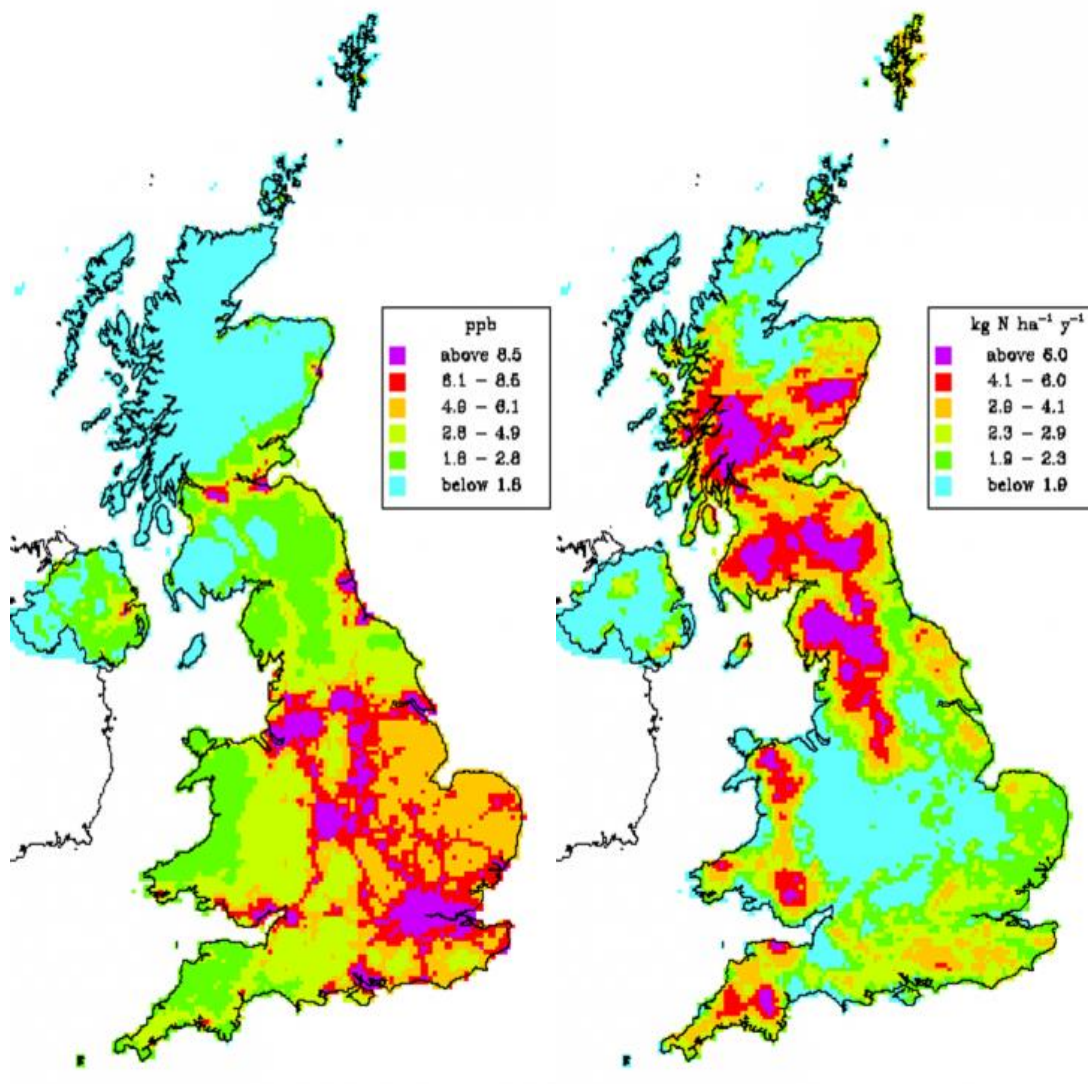 ppb
above 8.5
6.1 – 8.5
4.9 – 6.1
2.8 – 4.9
1.8 – 2.8
below 1.8
kg N ha⁻¹ y⁻¹
above 6.0
4.1 – 6.0
2.9 – 4.1
2.3 – 2.9
1.9 – 2.3
below 1.9